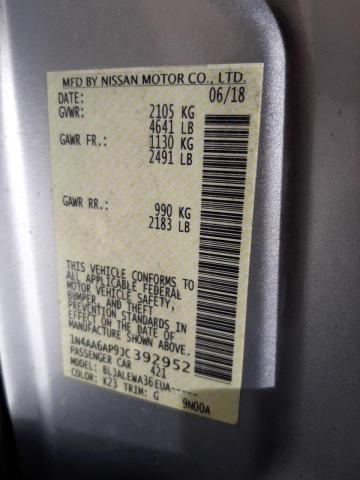 MFD BY NISSAN MOTOR CO., LTD.
DATE: 06/18
GVWR: 2105 KG
4641 LB
GAWR FR.: 1130 KG
2491 LB
GAWR RR.: 990 KG
2183 LB
THIS VEHICLE CONFORMS TO
ALL APPLICABLE FEDERAL
MOTOR VEHICLE SAFETY,
BUMPER, AND THEFT
PREVENTION STANDARDS IN
EFFECT ON THE DATE OF
MANUFACTURE SHOWN ABOVE.
1N4AA6AP9JC392952
PASSENGER CAR 421
MODEL: BLJALEWA36EUA-----
COLOR: K23 TRIM: G 9N00A